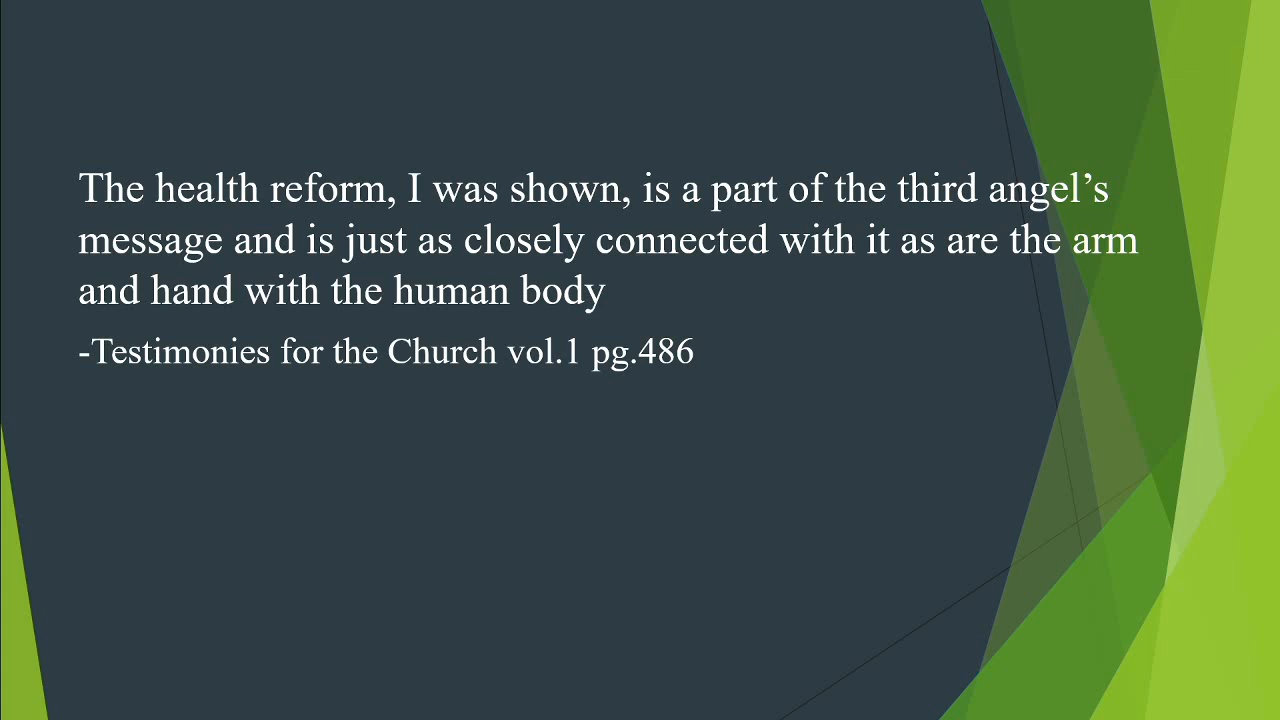 The health reform, I was shown, is a part of the third angel’s
message and is just as closely connected with it as are the arm
and hand with the human body
-Testimonies for the Church vol.1 pg.486